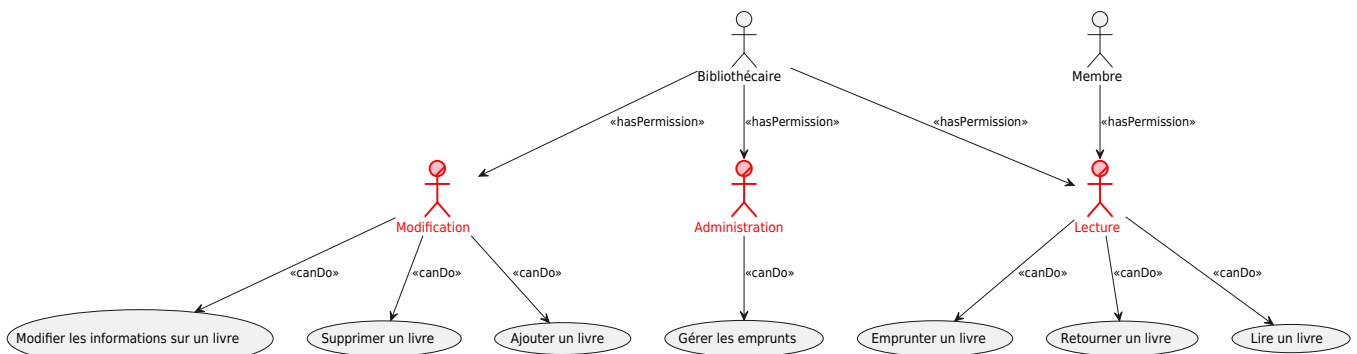 Bibliothécaire
Membre
«hasPermission»
«hasPermission»
«hasPermission»
«hasPermission»
Modification
Administration
Lecture
«canDo»
«canDo»
«canDo»
«canDo»
«canDo»
«canDo»
«canDo»
Modifier les informations sur un livre
Supprimer un livre
Ajouter un livre
Gérer les emprunts
Emprunter un livre
Retourner un livre
Lire un livre